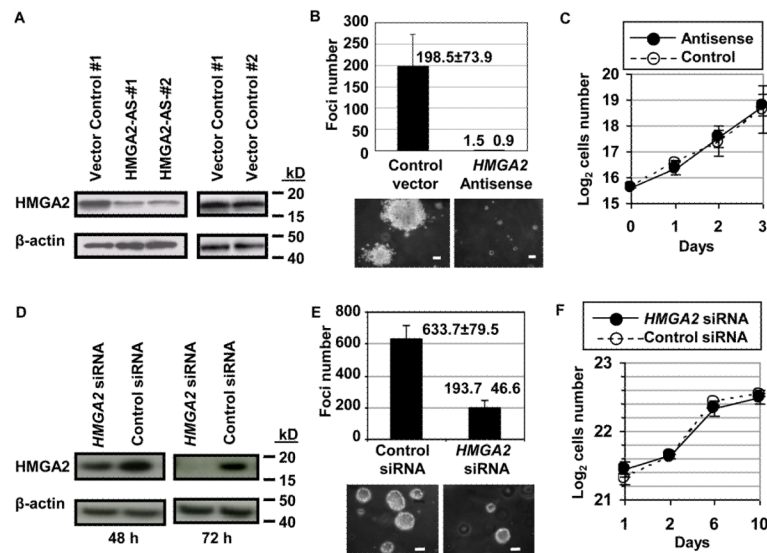 A
Vector Control #1
HMGA2-AS-#1
HMGA2-AS-#2
Vector Control #1
Vector Control #2
kD
HMGA2
20
15
β-actin
50
40
B
Foci number
300
250
200
150
100
50
0
198.5±73.9
1.5 0.9
Control
vector
HMGA2
Antisense
C
Antisense
Control
Log2 cells number
19
18
17
16
15
0 1 2 3
Days
D
HMGA2 siRNA
Control siRNA
HMGA2 siRNA
Control siRNA
kD
HMGA2
20
15
β-actin
50
40
48 h
72 h
E
Foci number
800
600
400
200
0
633.7±79.5
193.7 46.6
Control
siRNA
HMGA2
siRNA
F
HMGA2 siRNA
Control siRNA
Log2 cells number
23
22
21
1 2 6 10
Days